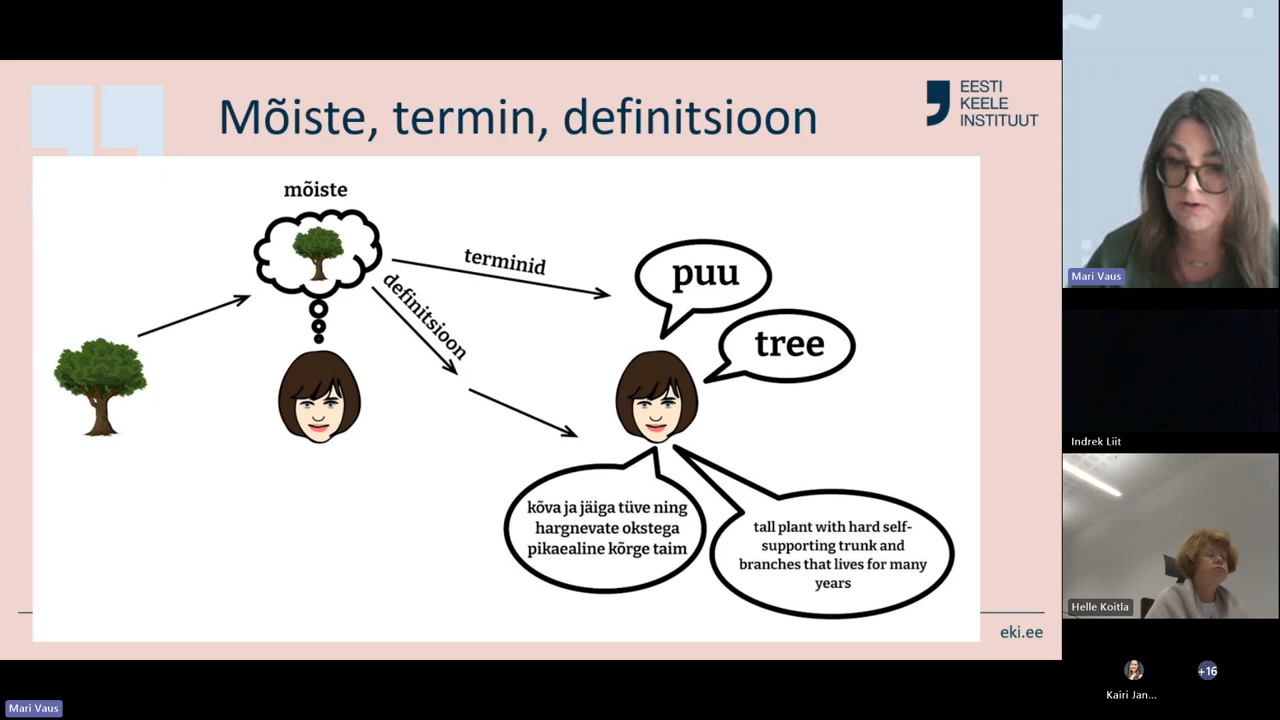 Mõiste, termin, definitsioon
EESTI
KEELE
INSTITUUT
mõiste
terminid
definitsioon
puu
tree
kõva ja jäiga tüve ning
hargnevate okstega
pikaealine kõrge taim
tall plant with hard self-
supporting trunk and
branches that lives for many
years
eki.ee
Mari Vaus
Mari Vaus
Indrek Liit
Helle Koitla
Kairi Jan...
+16